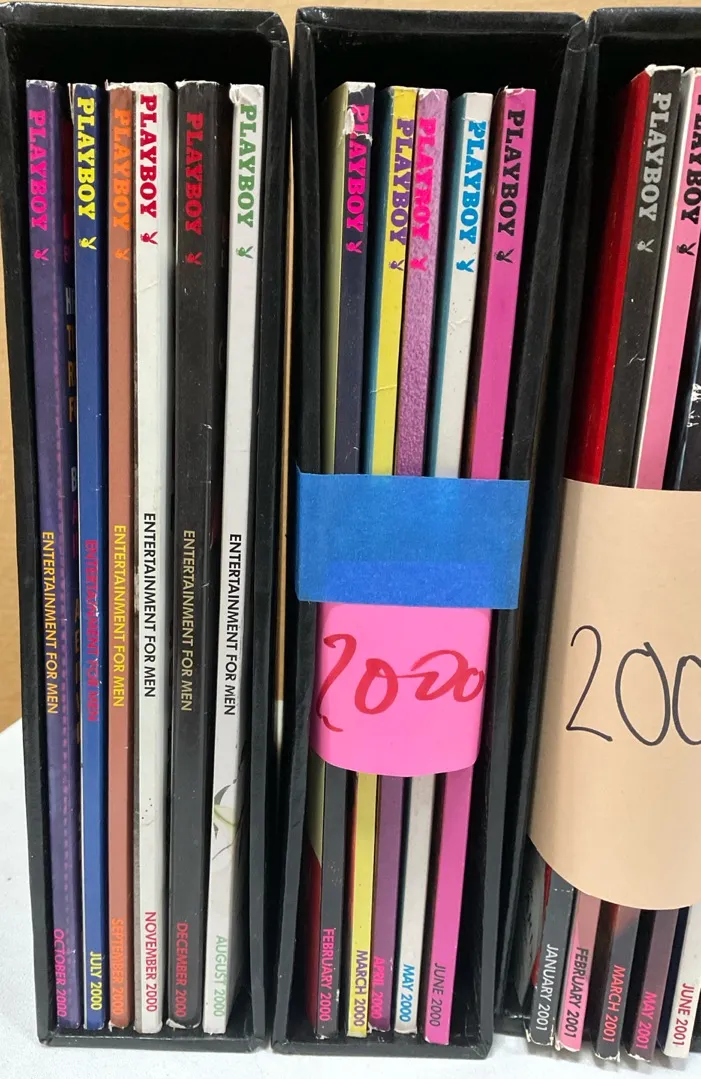 PLAYBOY
ENTERTAINMENT FOR MEN
OCTOBER 2000
PLAYBOY
ENTERTAINMENT FOR MEN
JULY 2000
PLAYBOY
ENTERTAINMENT FOR MEN
SEPTEMBER 2000
PLAYBOY
ENTERTAINMENT FOR MEN
NOVEMBER 2000
PLAYBOY
ENTERTAINMENT FOR MEN
DECEMBER 2000
PLAYBOY
ENTERTAINMENT FOR MEN
AUGUST 2000
PLAYBOY
FEBRUARY 2000
PLAYBOY
MARCH 2000
PLAYBOY
APRIL 2000
PLAYBOY
MAY 2000
PLAYBOY
JUNE 2000
2000
PLAYBOY
JANUARY 2001
PLAYBOY
FEBRUARY 2001
MARCH 2001
MAY 2001
JUNE 2001
200